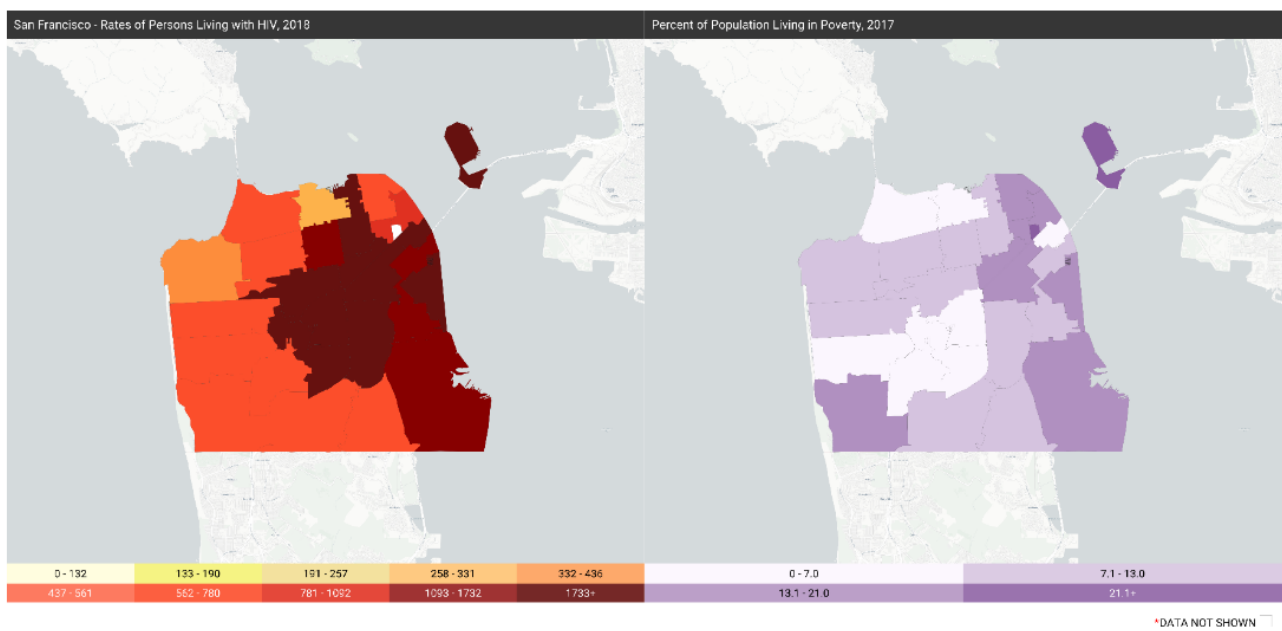 San Francisco - Rates of Persons Living with HIV, 2018
Percent of Population Living in Poverty, 2017
0 - 132 133 - 190 191 - 257 258 - 331 332 - 436
437 - 561 562 - 780 781 - 1092 1093 - 1732 1733+
0 - 7.0 7.1 - 13.0
13.1 - 21.0 21.1+
*DATA NOT SHOWN